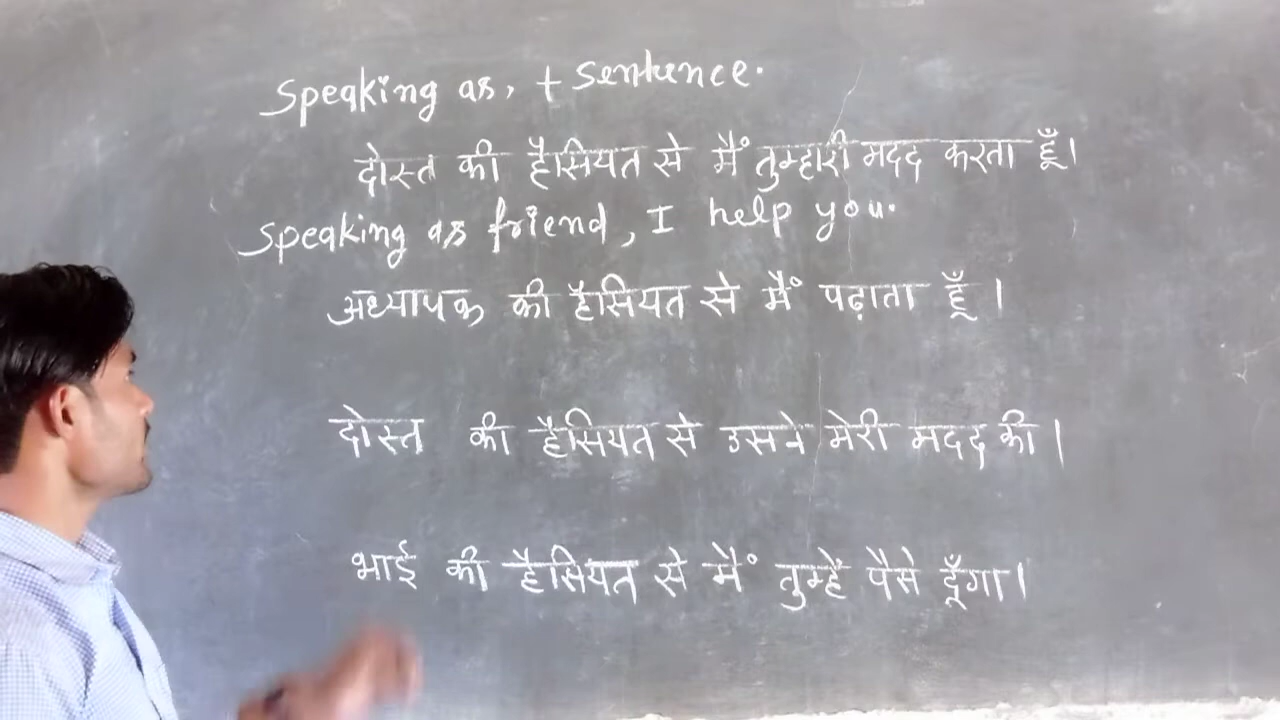 Speaking as, + sentence.
दोस्त की हैसियत से मैं तुम्हारी मदद करता हूँ।
Speaking as friend, I help you.
अध्यापक की हैसियत से मैं पढ़ाता हूँ।
दोस्त की हैसियत से उसने मेरी मदद की।
भाई की हैसियत से मैं तुम्हें पैसे दूँगा।